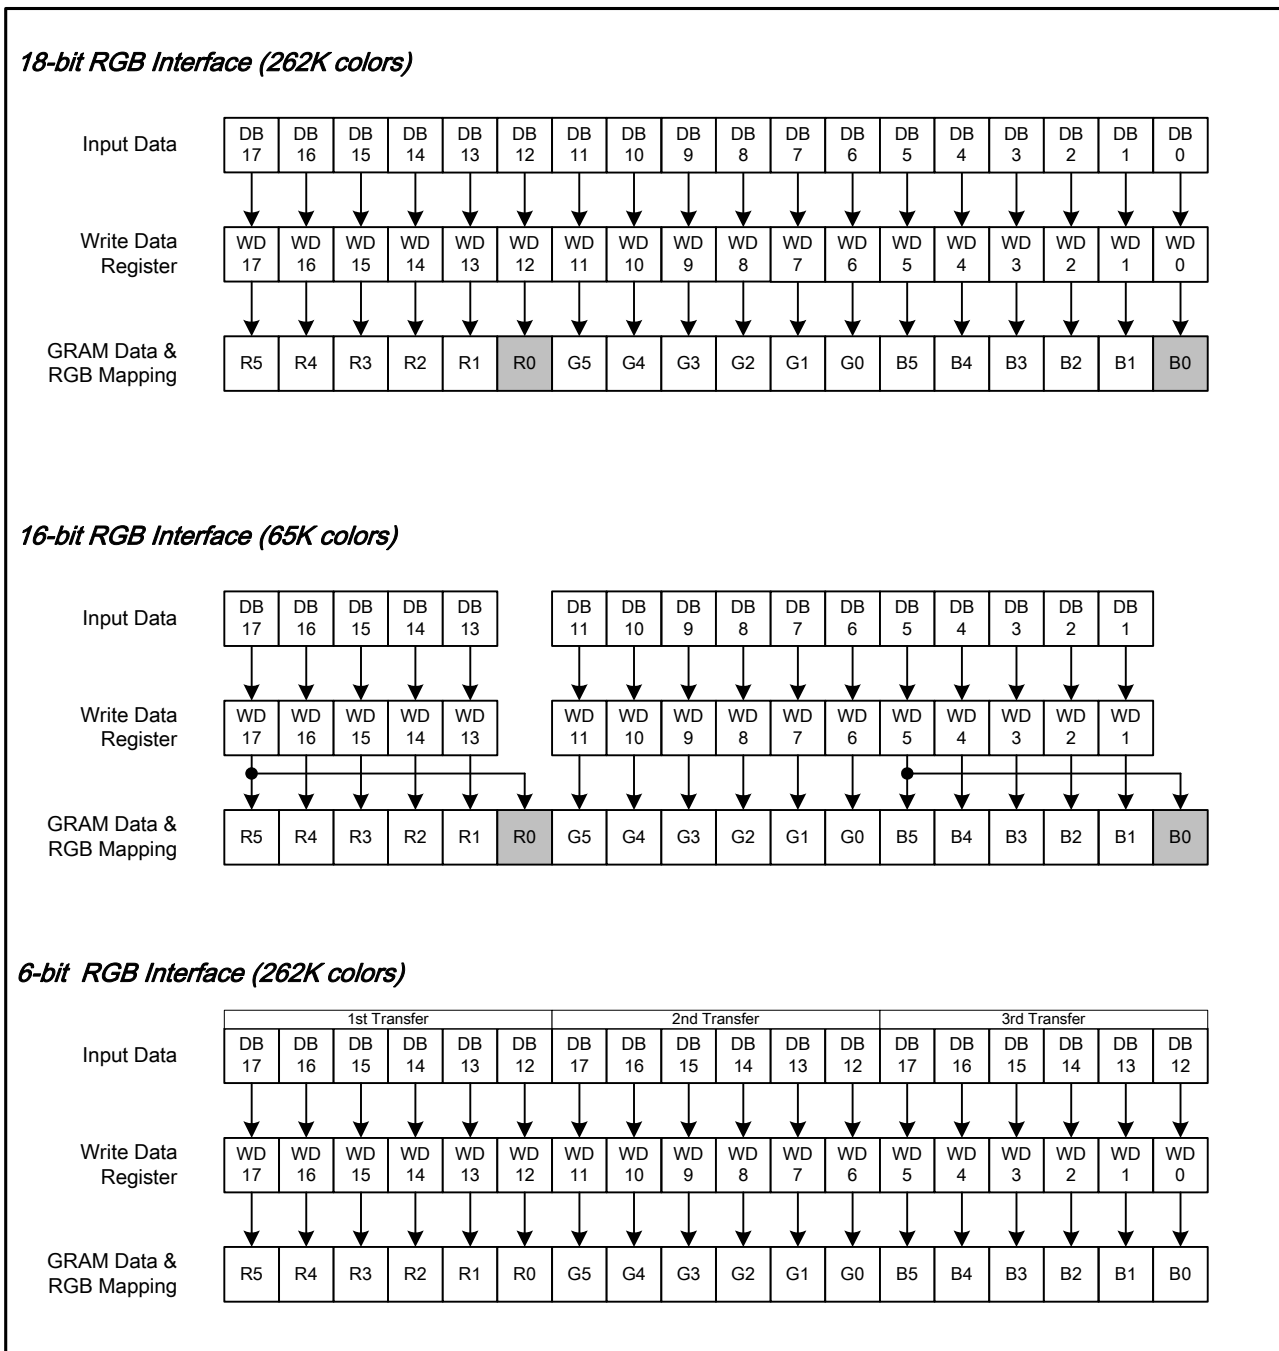 18-bit RGB Interface (262K colors)
Input Data
DB DB DB DB DB DB DB DB DB DB DB DB DB DB DB DB DB DB
17 16 15 14 13 12 11 10 9 8 7 6 5 4 3 2 1 0
Write Data
Register
WD WD WD WD WD WD WD WD WD WD WD WD WD WD WD WD WD WD
17 16 15 14 13 12 11 10 9 8 7 6 5 4 3 2 1 0
GRAM Data &
RGB Mapping
R5 R4 R3 R2 R1 R0 G5 G4 G3 G2 G1 G0 B5 B4 B3 B2 B1 B0
16-bit RGB Interface (65K colors)
Input Data
DB DB DB DB DB DB DB DB DB DB DB DB DB DB DB DB
17 16 15 14 13 11 10 9 8 7 6 5 4 3 2 1
Write Data
Register
WD WD WD WD WD WD WD WD WD WD WD WD WD WD WD WD
17 16 15 14 13 11 10 9 8 7 6 5 4 3 2 1
GRAM Data &
RGB Mapping
R5 R4 R3 R2 R1 R0 G5 G4 G3 G2 G1 G0 B5 B4 B3 B2 B1 B0
6-bit RGB Interface (262K colors)
1st Transfer 2nd Transfer 3rd Transfer
Input Data
DB DB DB DB DB DB DB DB DB DB DB DB DB DB DB DB DB DB
17 16 15 14 13 12 17 16 15 14 13 12 17 16 15 14 13 12
Write Data
Register
WD WD WD WD WD WD WD WD WD WD WD WD WD WD WD WD WD WD
17 16 15 14 13 12 11 10 9 8 7 6 5 4 3 2 1 0
GRAM Data &
RGB Mapping
R5 R4 R3 R2 R1 R0 G5 G4 G3 G2 G1 G0 B5 B4 B3 B2 B1 B0